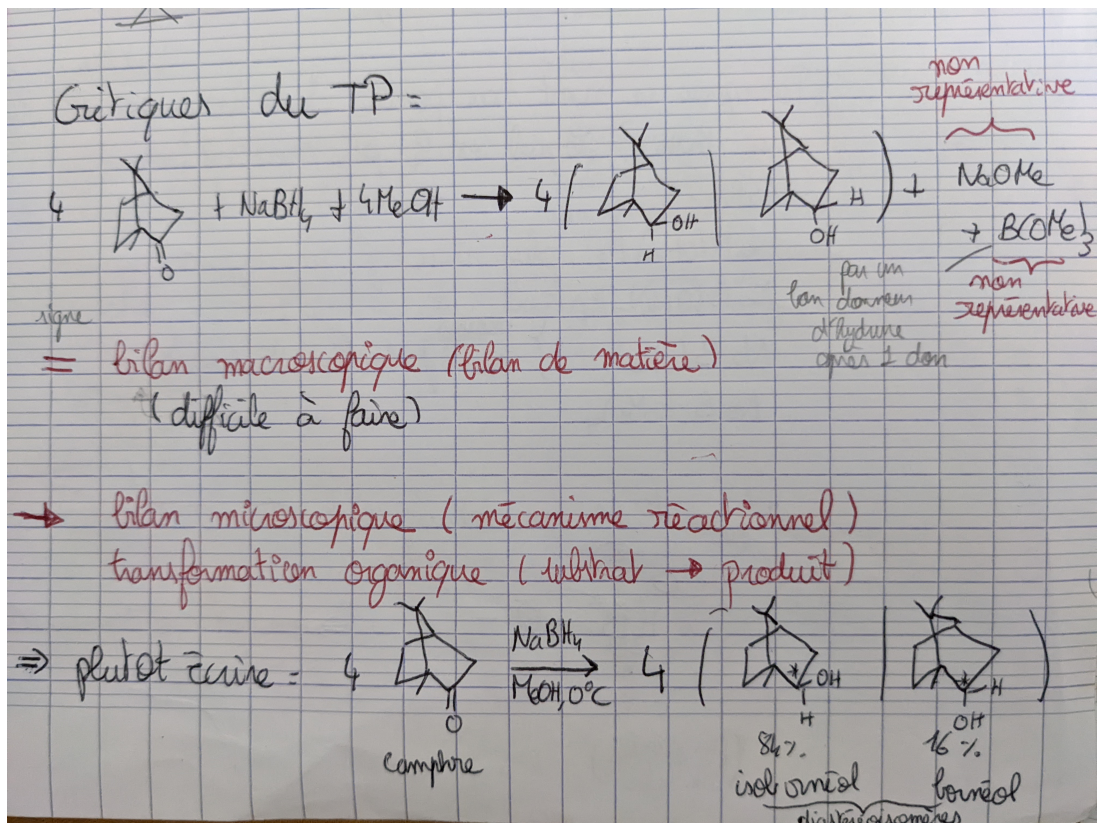 Critiques du TP =
non
représentative
4 + NaBH4 + 4MeOH → 4 ( OH H | H OH ) + NaOMe
O
+ B(OMe)3
non
représentative
pas un
bon donneur
d'hydrure
après 1 don
signe
= bilan macroscopique (bilan de matière)
(difficile à faire)
→ bilan microscopique (mécanisme réactionnel)
transformation organique (substrat → produit)
⇒ plutôt écrire = 4 NaBH4 MeOH, 0°C → 4 ( * OH H | * H OH )
O
camphre
84% 16%
isobornéol bornéol
diastéréoisomères